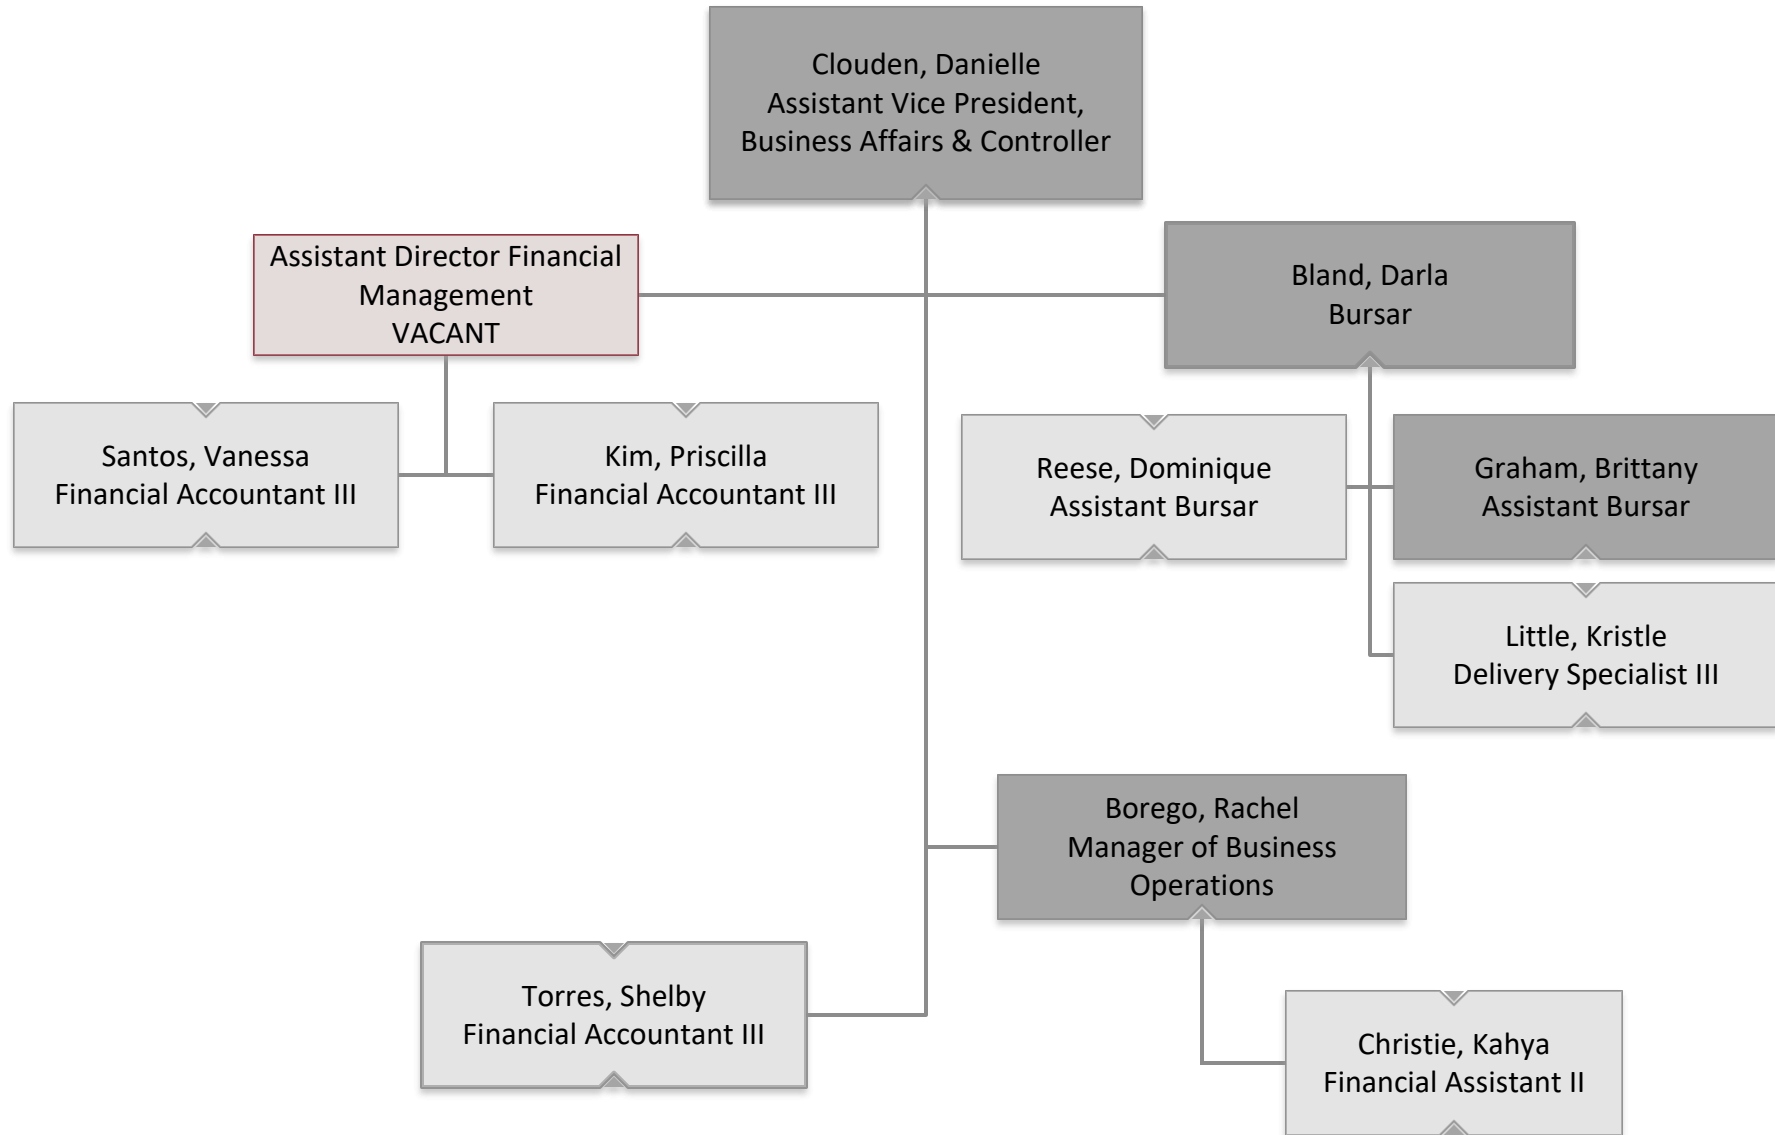 Clouden, Danielle
Assistant Vice President,
Business Affairs & Controller
Assistant Director Financial
Management
VACANT
Bland, Darla
Bursar
Santos, Vanessa
Financial Accountant III
Kim, Priscilla
Financial Accountant III
Reese, Dominique
Assistant Bursar
Graham, Brittany
Assistant Bursar
Little, Kristle
Delivery Specialist III
Borego, Rachel
Manager of Business
Operations
Torres, Shelby
Financial Accountant III
Christie, Kahya
Financial Assistant II